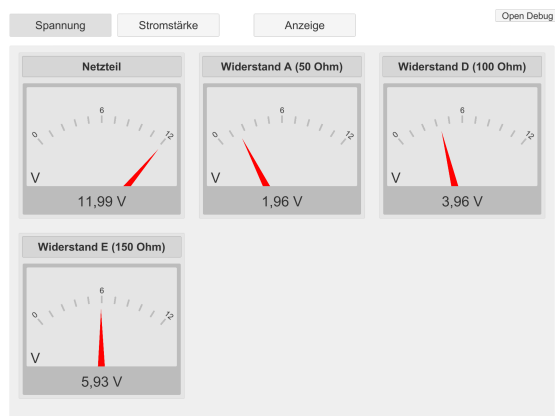 Spannung
Stromstärke
Anzeige
Open Debug
Netzteil
0
6
12
V
11,99 V
Widerstand A (50 Ohm)
0
6
12
V
1,96 V
Widerstand D (100 Ohm)
0
6
12
V
3,96 V
Widerstand E (150 Ohm)
0
6
12
V
5,93 V